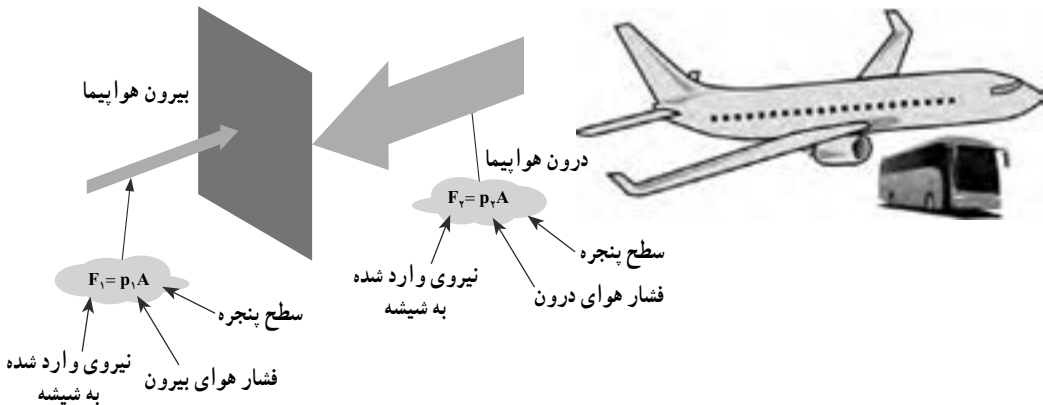 بیرون هواپیما
درون هواپیما
F₂ = p₂A
سطح پنجره
نیروی وارد شده
به شیشه
فشار هوای درون
F₁ = p₁A
سطح پنجره
نیروی وارد شده
به شیشه
فشار هوای بیرون